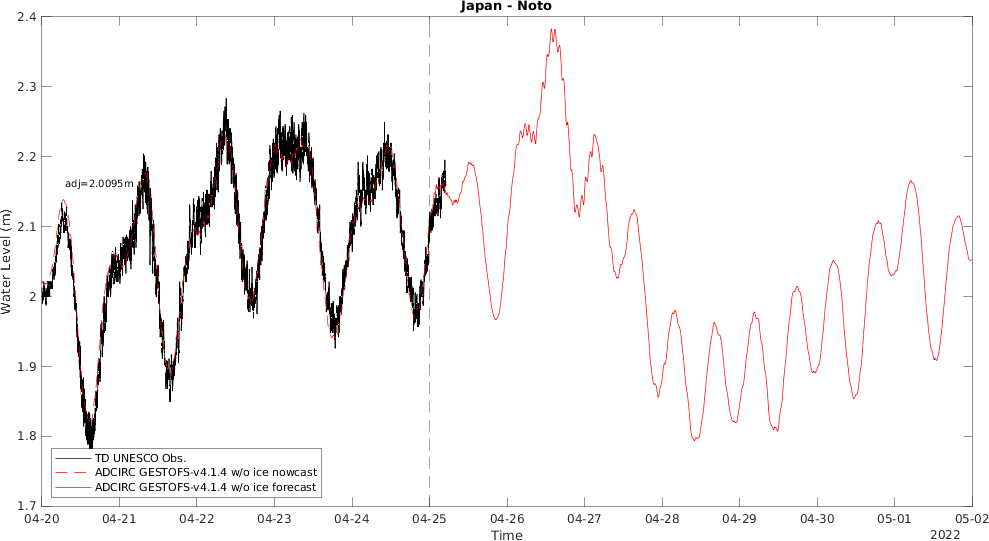 Japan - Noto
2.4
2.3
2.2
2.1
2
1.9
1.8
1.7
Water Level (m)
adj=2.0095m
TD UNESCO Obs.
ADCIRC GESTOFS-v4.1.4 w/o ice nowcast
ADCIRC GESTOFS-v4.1.4 w/o ice forecast
04-20 04-21 04-22 04-23 04-24 04-25 04-26 04-27 04-28 04-29 04-30 05-01 05-02
Time
2022